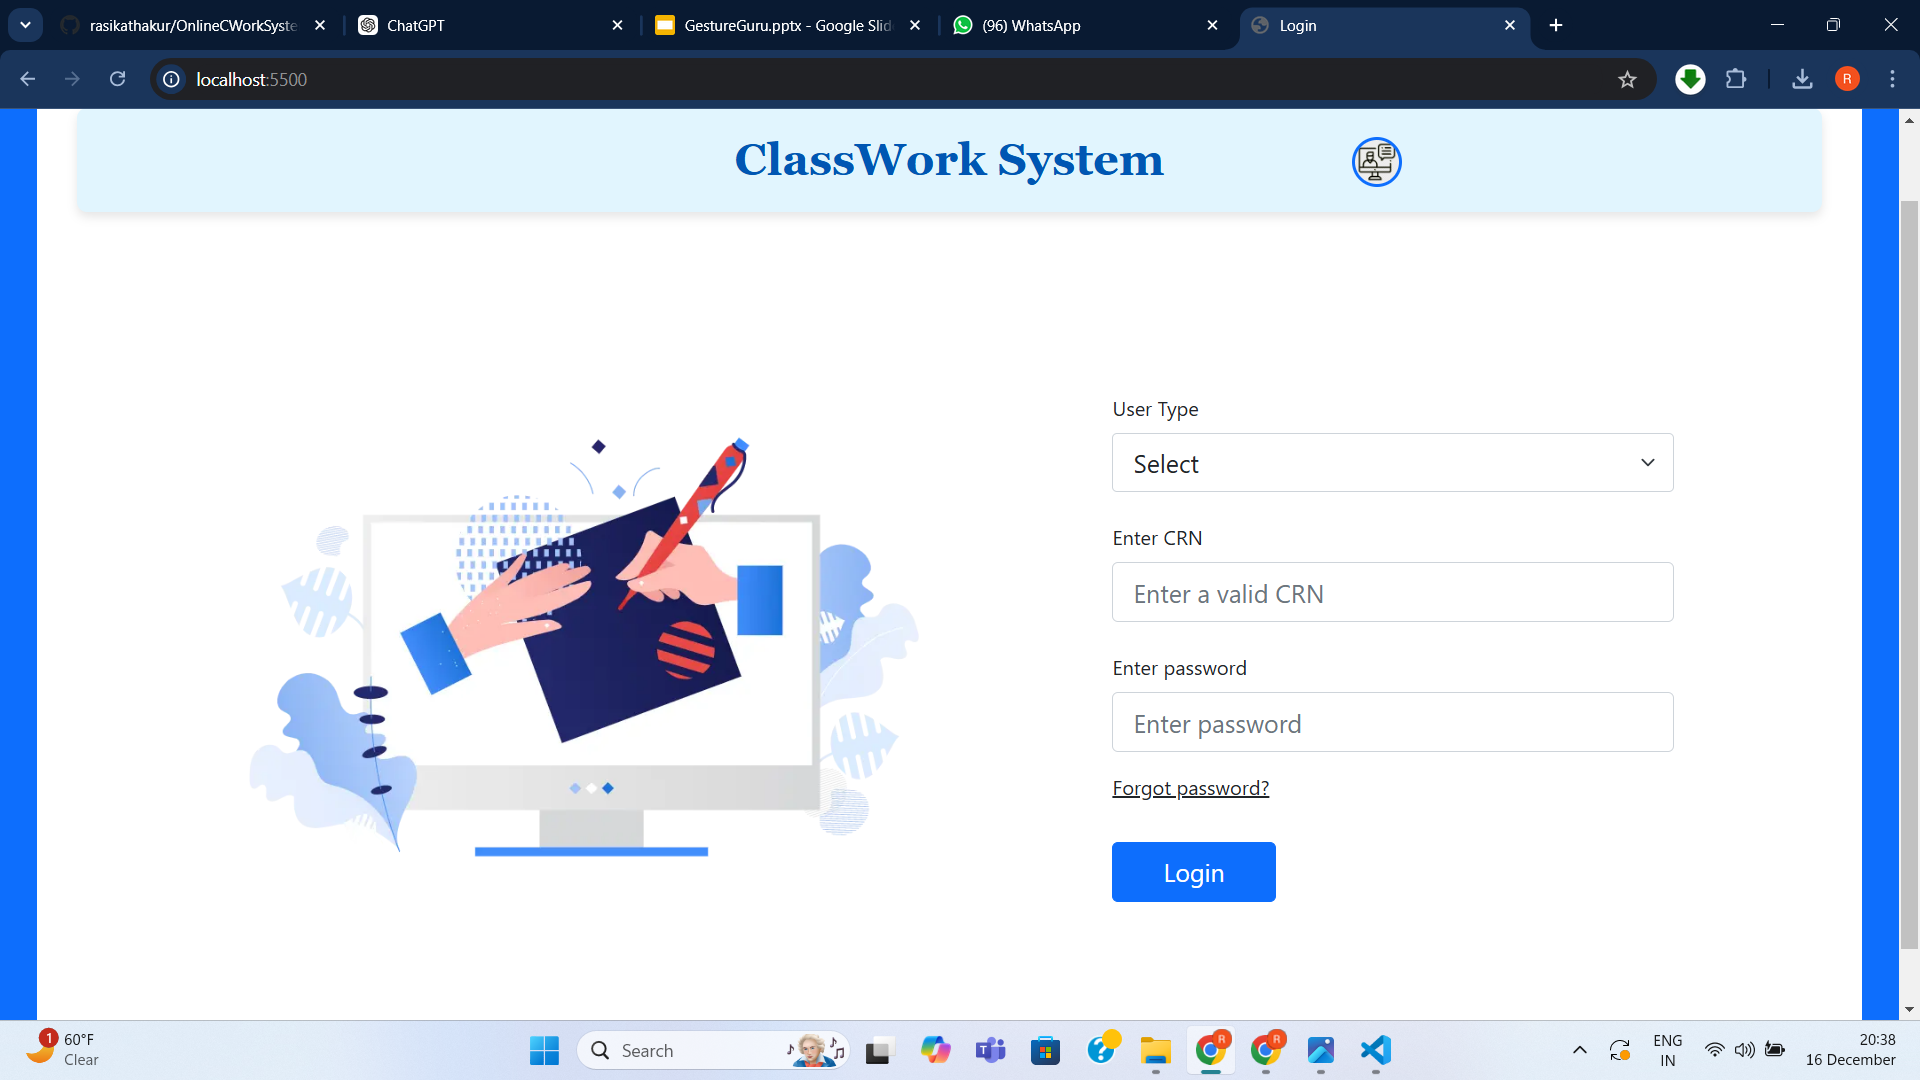 rasikathakur/OnlineCWorkSyste
ChatGPT
GestureGuru.pptx - Google Slid
(96) WhatsApp
Login
localhost:5500
R
ClassWork System
User Type
Select
Enter CRN
Enter a valid CRN
Enter password
Enter password
Forgot password?
Login
1
60°F
Clear
Search
R
R
ENG
IN
20:38
16 December